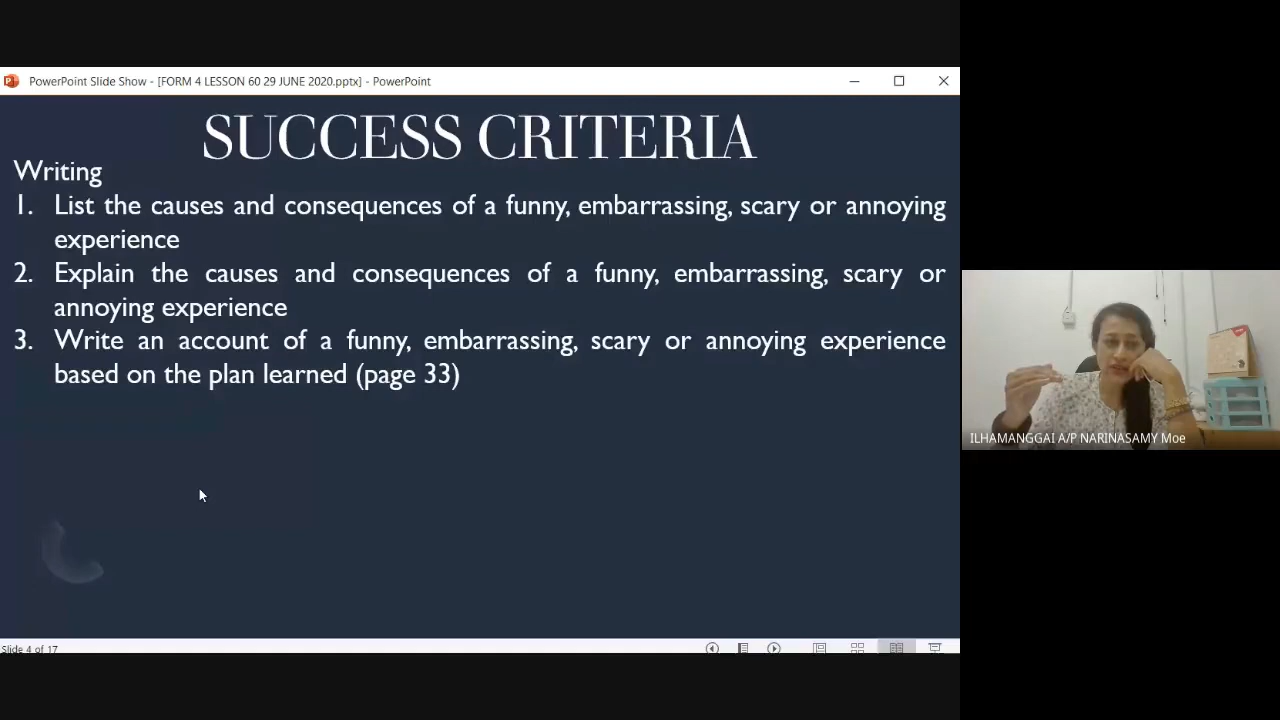 PowerPoint Slide Show - [FORM 4 LESSON 60 29 JUNE 2020.pptx] - PowerPoint
SUCCESS CRITERIA
Writing
1. List the causes and consequences of a funny, embarrassing, scary or annoying
experience
2. Explain the causes and consequences of a funny, embarrassing, scary or
annoying experience
3. Write an account of a funny, embarrassing, scary or annoying experience
based on the plan learned (page 33)
ILHAMANGGAI A/P NARINASAMY Moe
Slide 4 of 17